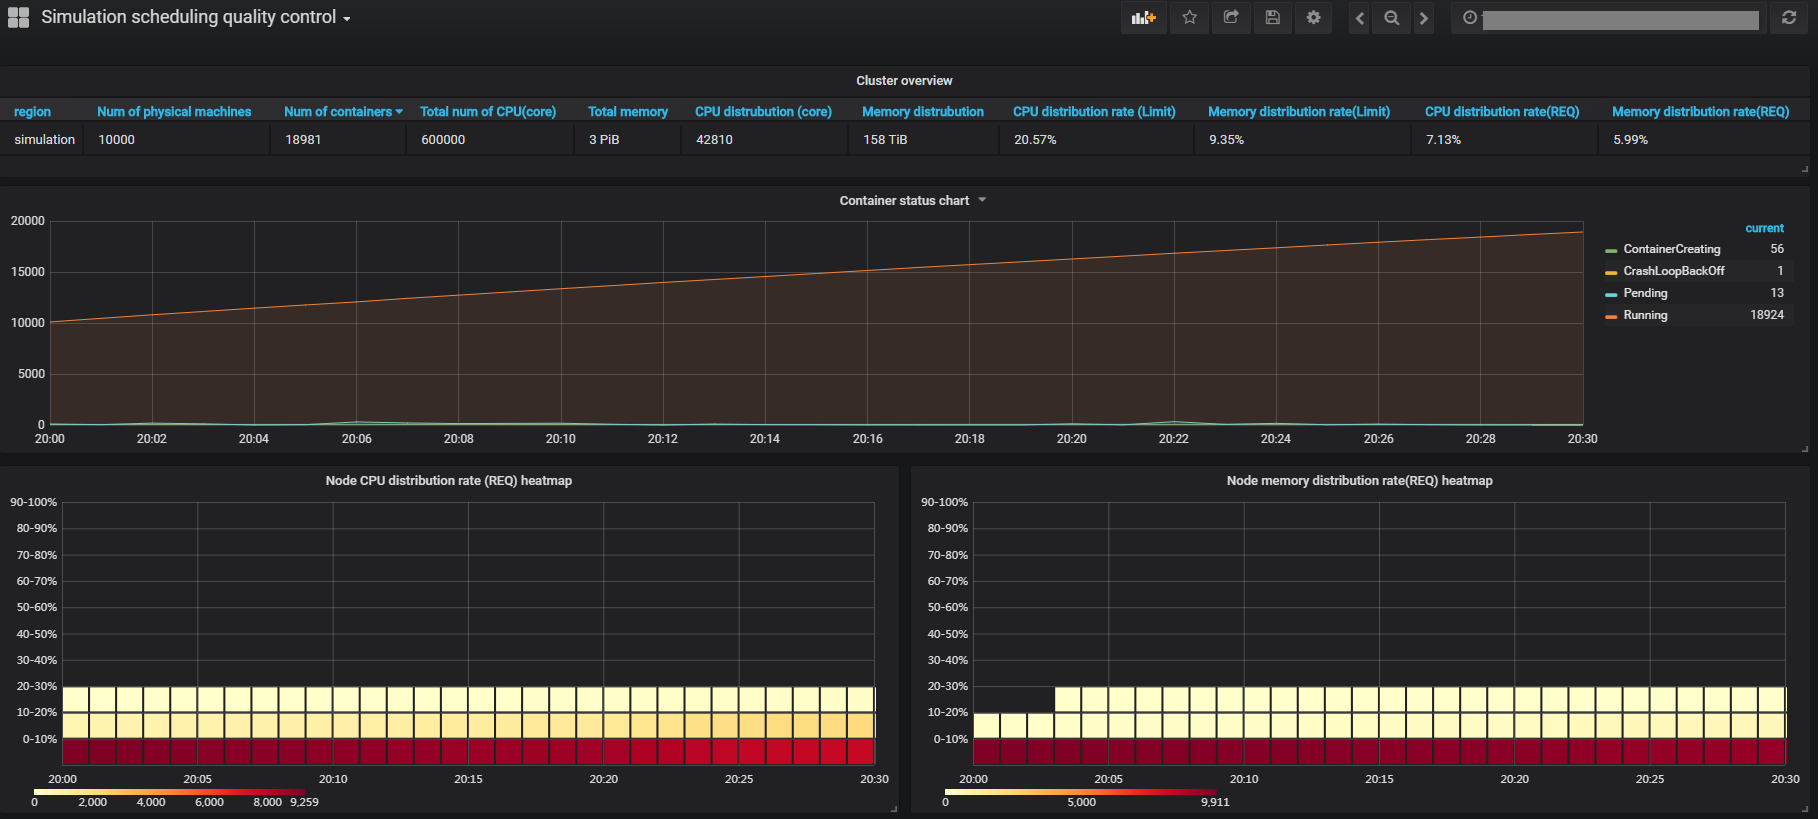 Simulation scheduling quality control
Cluster overview
region Num of physical machines Num of containers Total num of CPU(core) Total memory CPU distrubution (core) Memory distrubution CPU distribution rate (Limit) Memory distribution rate(Limit) CPU distribution rate(REQ) Memory distribution rate(REQ)
simulation 10000 18981 600000 3 PiB 42810 158 TiB 20.57% 9.35% 7.13% 5.99%
Container status chart
20000
15000
10000
5000
0
20:00 20:02 20:04 20:06 20:08 20:10 20:12 20:14 20:16 20:18 20:20 20:22 20:24 20:26 20:28 20:30
current
ContainerCreating 56
CrashLoopBackOff 1
Pending 13
Running 18924
Node CPU distribution rate (REQ) heatmap
90-100%
80-90%
70-80%
60-70%
50-60%
40-50%
30-40%
20-30%
10-20%
0-10%
20:00 20:05 20:10 20:15 20:20 20:25 20:30
0 2,000 4,000 6,000 8,000 9,259
Node memory distribution rate(REQ) heatmap
90-100%
80-90%
70-80%
60-70%
50-60%
40-50%
30-40%
20-30%
10-20%
0-10%
20:00 20:05 20:10 20:15 20:20 20:25 20:30
0 5,000 9,911